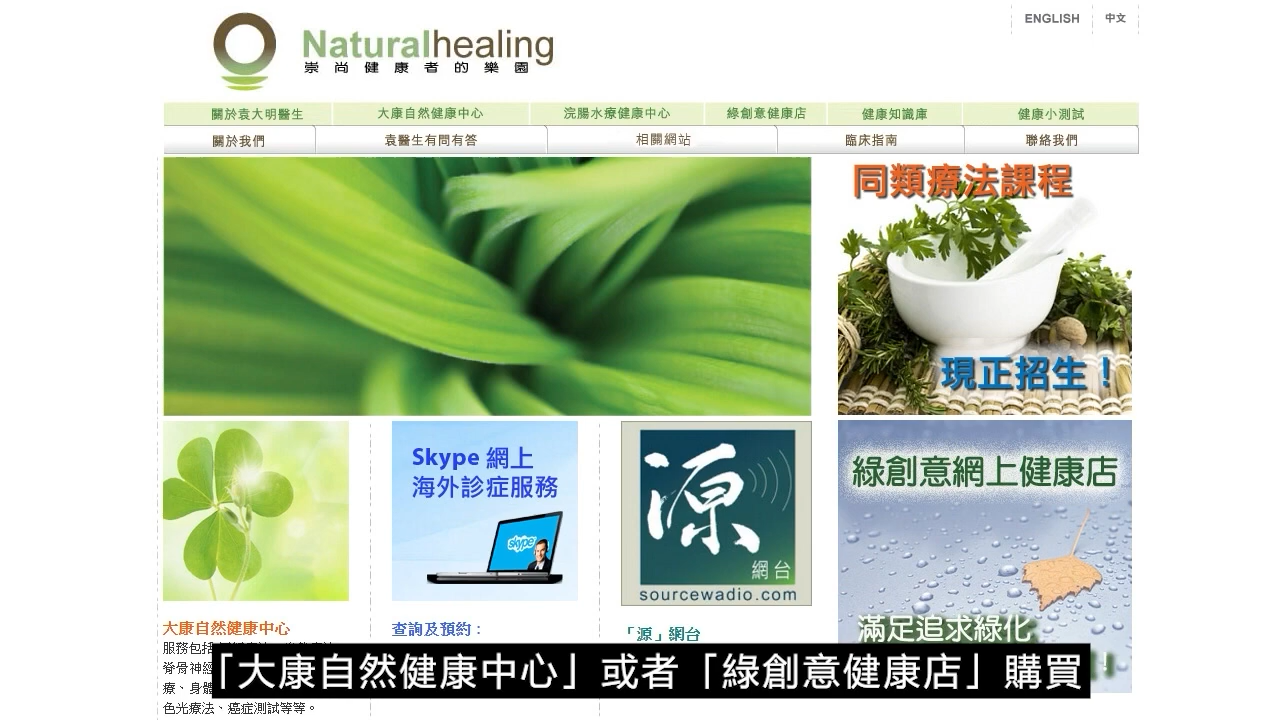 ENGLISH 中文
Naturalhealing
崇尚健康者的樂園
關於袁大明醫生 大康自然健康中心 浣腸水療健康中心 綠創意健康店 健康知識庫 健康小測試
關於我們 袁醫生有問有答 相關網站 臨床指南 聯絡我們
同類療法課程
現正招生！
Skype 網上
海外診症服務
skype
源
網台
sourcewadio.com
綠創意網上健康店
滿足追求綠化
大康自然健康中心
服務包括
脊骨神經
療、身體
色光療法、癌症測試等等。
查詢及預約：
「源」網台
「大康自然健康中心」或者「綠創意健康店」購買